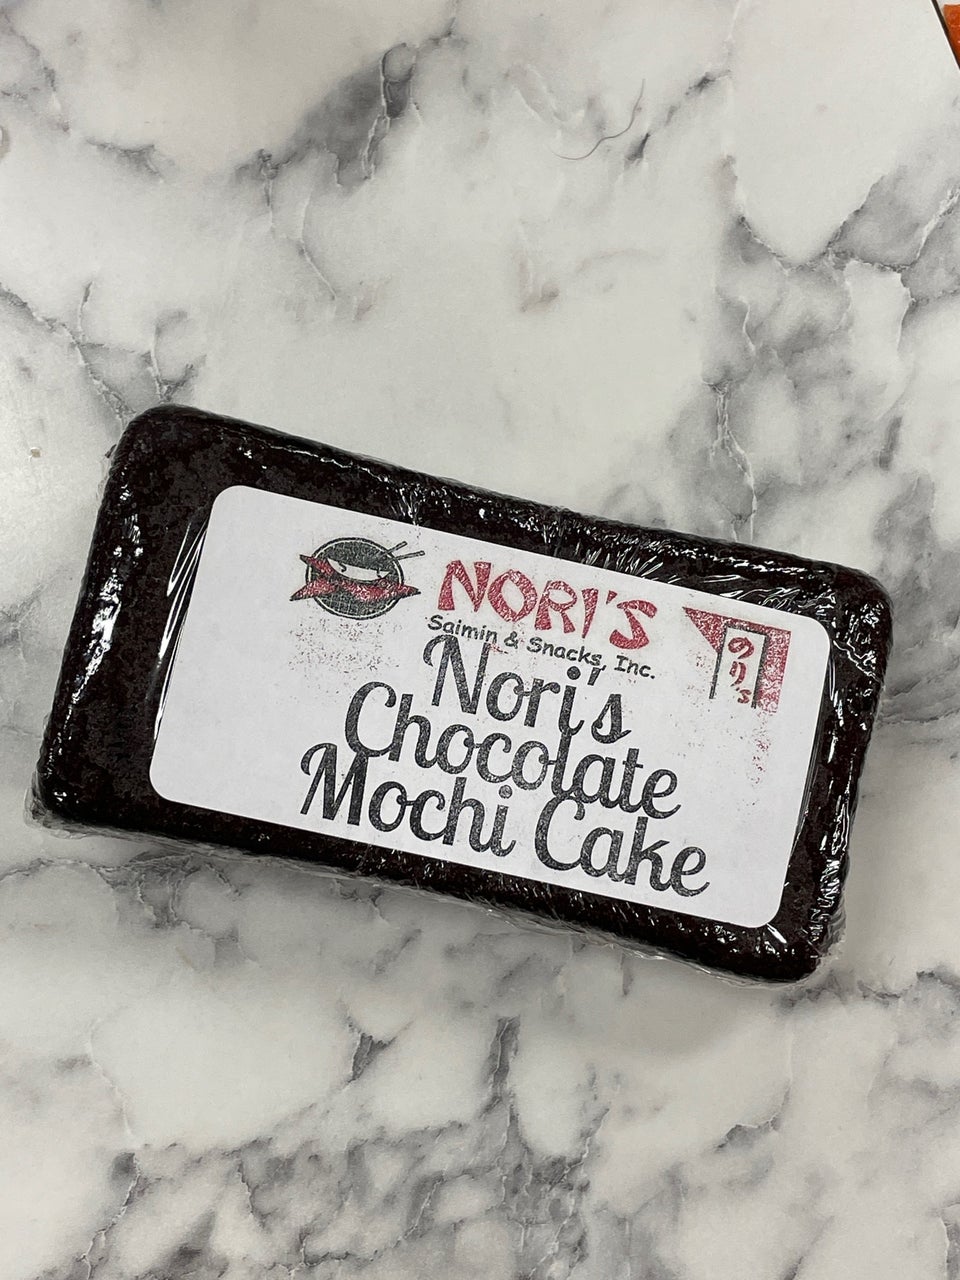 NORI'S
Saimin & Snacks, Inc.
のり's
Nori's
Chocolate
Mochi Cake